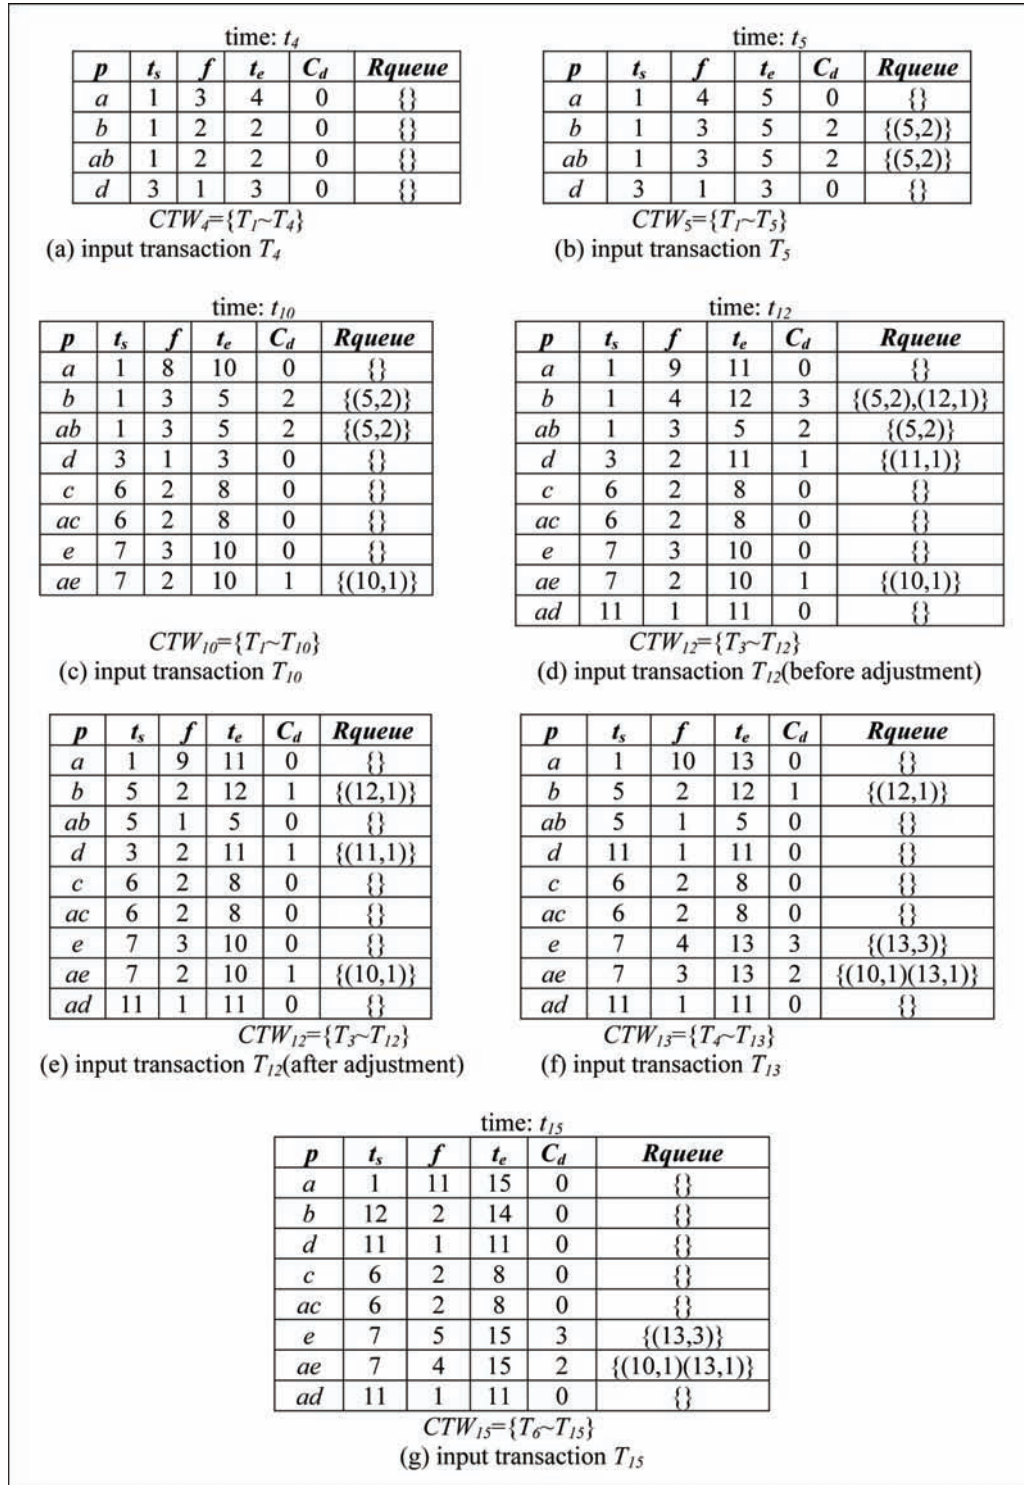 time: t4
p ts f te Cd Rqueue
a 1 3 4 0 {}
b 1 2 2 0 {}
ab 1 2 2 0 {}
d 3 1 3 0 {}
CTW4={T1~T4}
(a) input transaction T4
time: t5
p ts f te Cd Rqueue
a 1 4 5 0 {}
b 1 3 5 2 {(5,2)}
ab 1 3 5 2 {(5,2)}
d 3 1 3 0 {}
CTW5={T1~T5}
(b) input transaction T5
time: t10
p ts f te Cd Rqueue
a 1 8 10 0 {}
b 1 3 5 2 {(5,2)}
ab 1 3 5 2 {(5,2)}
d 3 1 3 0 {}
c 6 2 8 0 {}
ac 6 2 8 0 {}
e 7 3 10 0 {}
ae 7 2 10 1 {(10,1)}
CTW10={T1~T10}
(c) input transaction T10
time: t12
p ts f te Cd Rqueue
a 1 9 11 0 {}
b 1 4 12 3 {(5,2),(12,1)}
ab 1 3 5 2 {(5,2)}
d 3 2 11 1 {(11,1)}
c 6 2 8 0 {}
ac 6 2 8 0 {}
e 7 3 10 0 {}
ae 7 2 10 1 {(10,1)}
ad 11 1 11 0 {}
CTW12={T3~T12}
(d) input transaction T12(before adjustment)
p ts f te Cd Rqueue
a 1 9 11 0 {}
b 5 2 12 1 {(12,1)}
ab 5 1 5 0 {}
d 3 2 11 1 {(11,1)}
c 6 2 8 0 {}
ac 6 2 8 0 {}
e 7 3 10 0 {}
ae 7 2 10 1 {(10,1)}
ad 11 1 11 0 {}
CTW12={T3~T12}
(e) input transaction T12(after adjustment)
p ts f te Cd Rqueue
a 1 10 13 0 {}
b 5 2 12 1 {(12,1)}
ab 5 1 5 0 {}
d 11 1 11 0 {}
c 6 2 8 0 {}
ac 6 2 8 0 {}
e 7 4 13 3 {(13,3)}
ae 7 3 13 2 {(10,1)(13,1)}
ad 11 1 11 0 {}
CTW13={T4~T13}
(f) input transaction T13
time: t15
p ts f te Cd Rqueue
a 1 11 15 0 {}
b 12 2 14 0 {}
d 11 1 11 0 {}
c 6 2 8 0 {}
ac 6 2 8 0 {}
e 7 5 15 3 {(13,3)}
ae 7 4 15 2 {(10,1)(13,1)}
ad 11 1 11 0 {}
CTW15={T6~T15}
(g) input transaction T15